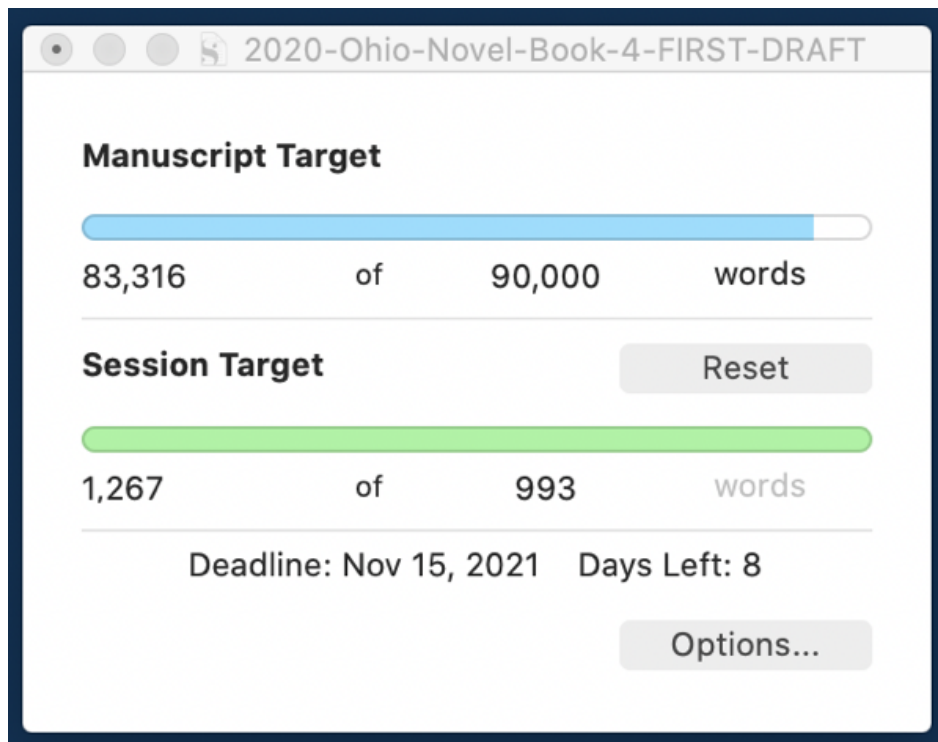 2020-Ohio-Novel-Book-4-FIRST-DRAFT
Manuscript Target
83,316 of 90,000 words
Session Target Reset
1,267 of 993 words
Deadline: Nov 15, 2021 Days Left: 8
Options...